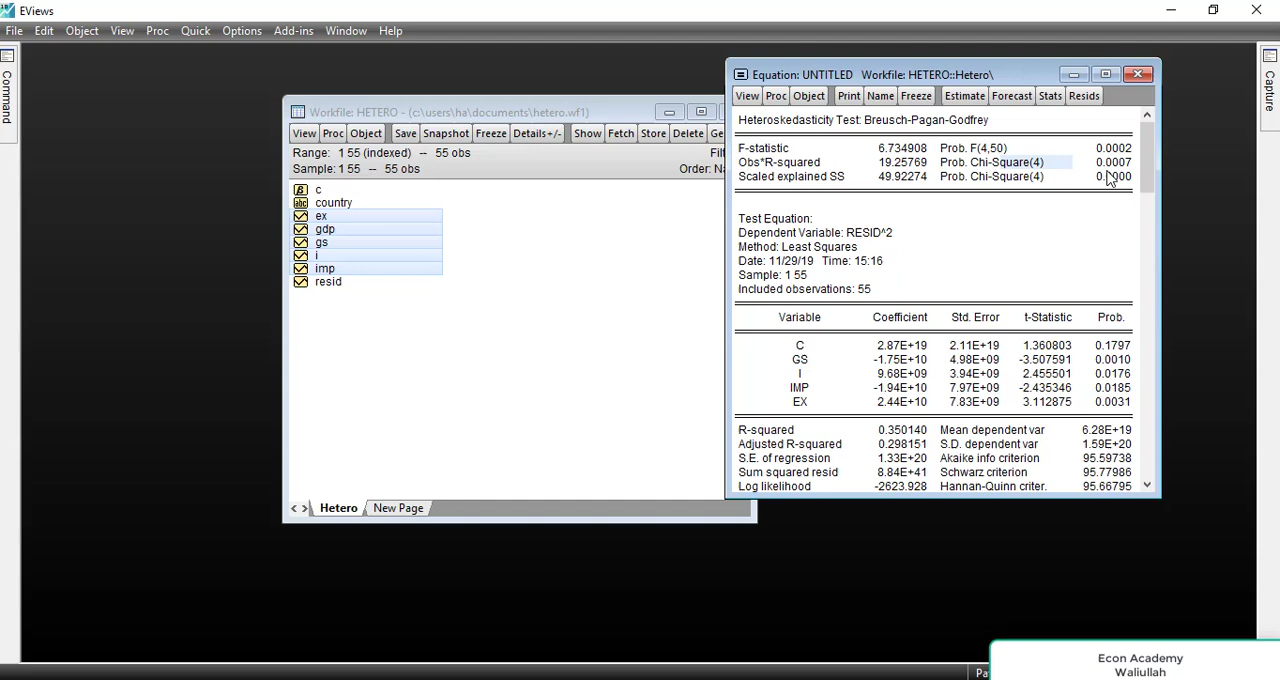 EViews
File Edit Object View Proc Quick Options Add-ins Window Help
Command
Capture
Workfile: HETERO - (c:\users\ha\documents\hetero.wf1)
View Proc Object Save Snapshot Freeze Details+/- Show Fetch Store Delete Ge
Range: 1 55 (indexed) -- 55 obs
Sample: 1 55 -- 55 obs
c
country
ex
gdp
gs
i
imp
resid
Hetero New Page
Equation: UNTITLED Workfile: HETERO::Hetero\
View Proc Object Print Name Freeze Estimate Forecast Stats Resids
Heteroskedasticity Test: Breusch-Pagan-Godfrey
F-statistic 6.734908 Prob. F(4,50) 0.0002
Obs*R-squared 19.25769 Prob. Chi-Square(4) 0.0007
Scaled explained SS 49.92274 Prob. Chi-Square(4)
Test Equation:
Dependent Variable: RESID^2
Method: Least Squares
Date: 11/29/19 Time: 15:16
Sample: 1 55
Included observations: 55
Variable Coefficient Std. Error t-Statistic Prob.
C 2.87E+19 2.11E+19 1.360803 0.1797
GS -1.75E+10 4.98E+09 -3.507591 0.0010
I 9.68E+09 3.94E+09 2.455501 0.0176
IMP -1.94E+10 7.97E+09 -2.435346 0.0185
EX 2.44E+10 7.83E+09 3.112875 0.0031
R-squared 0.350140 Mean dependent var 6.28E+19
Adjusted R-squared 0.298151 S.D. dependent var 1.59E+20
S.E. of regression 1.33E+20 Akaike info criterion 95.59738
Sum squared resid 8.84E+41 Schwarz criterion 95.77986
Log likelihood -2623.928 Hannan-Quinn criter. 95.66795
Econ Academy
Waliullah